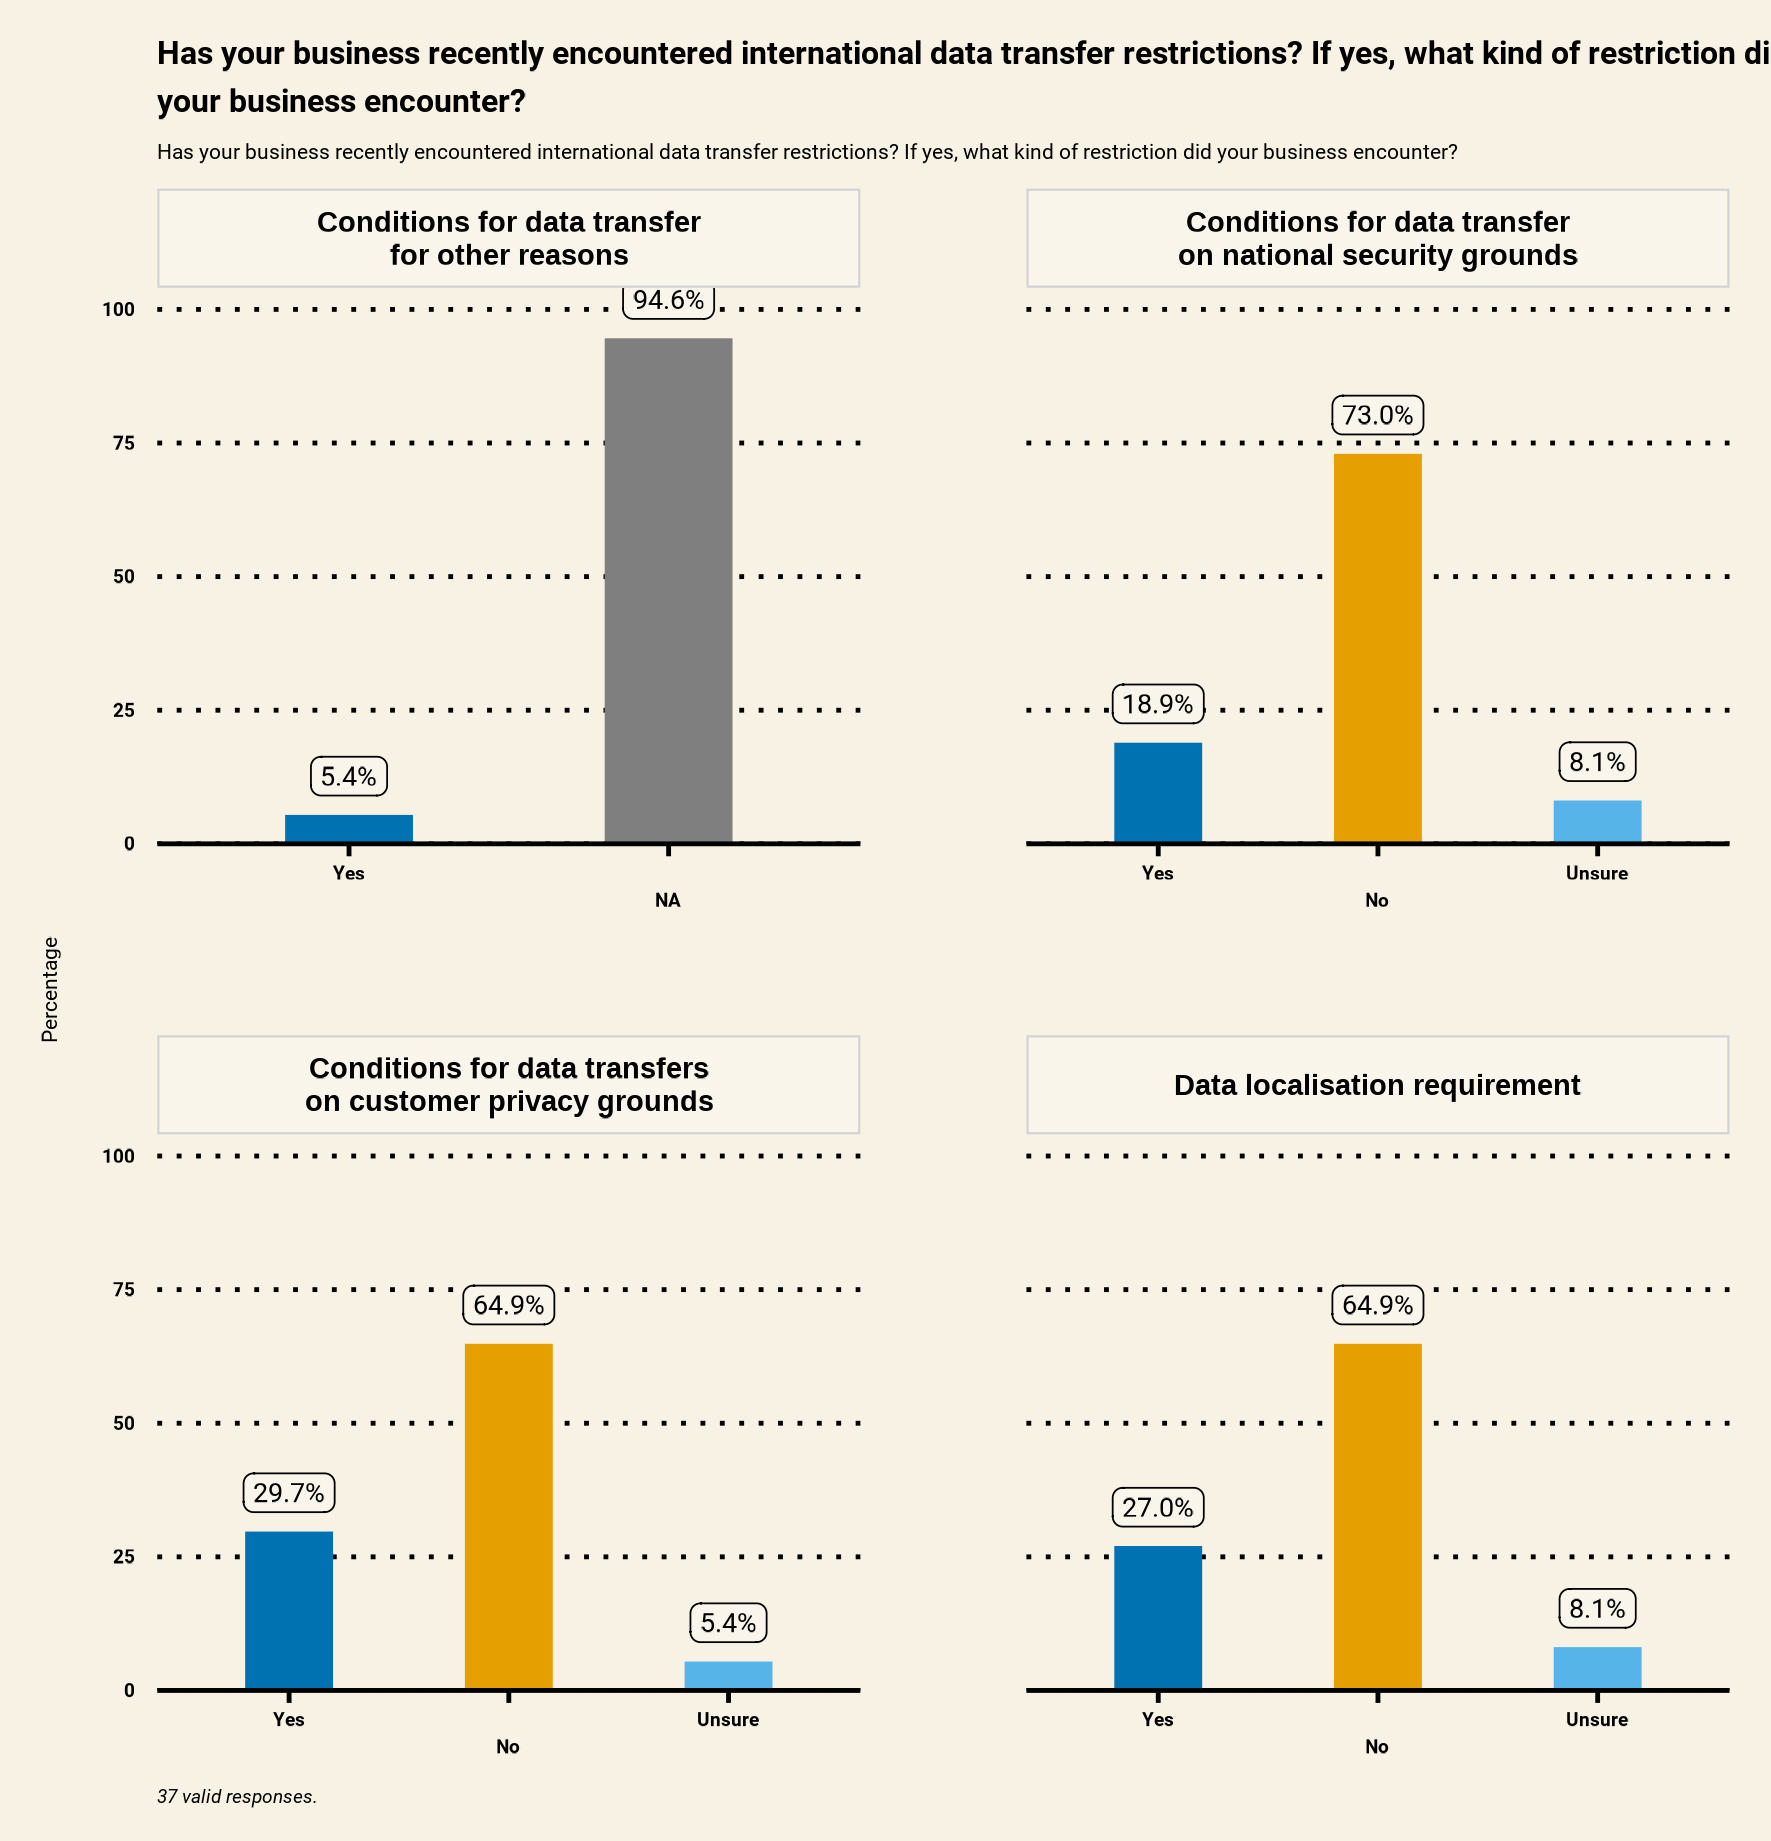 Has your business recently encountered international data transfer restrictions? If yes, what kind of restriction di
your business encounter?
Has your business recently encountered international data transfer restrictions? If yes, what kind of restriction did your business encounter?
Conditions for data transfer
for other reasons
100
75
50
25
0
94.6%
5.4%
Yes
NA
Conditions for data transfer
on national security grounds
73.0%
18.9%
8.1%
Yes
No
Unsure
Percentage
Conditions for data transfers
on customer privacy grounds
100
75
50
25
0
64.9%
29.7%
5.4%
Yes
No
Unsure
Data localisation requirement
64.9%
27.0%
8.1%
Yes
No
Unsure
37 valid responses.